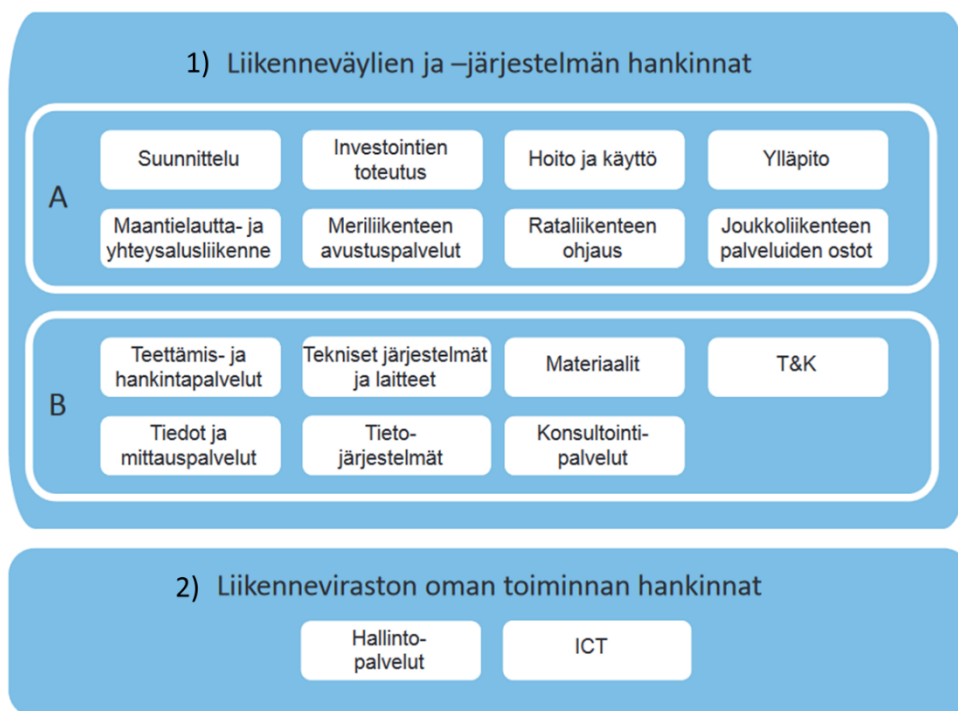 1) Liikenneväylien ja –järjestelmän hankinnat
A
Suunnittelu
Investointien
toteutus
Hoito ja käyttö
Ylläpito
Maantielautta- ja
yhteysalusliikenne
Meriliikenteen
avustuspalvelut
Rataliikenteen
ohjaus
Joukkoliikenteen
palveluiden ostot
B
Teettämis- ja
hankintapalvelut
Tekniset järjestelmät
ja laitteet
Materiaalit
T&K
Tiedot ja
mittauspalvelut
Tieto-
järjestelmät
Konsultointi-
palvelut
2) Liikenneviraston oman toiminnan hankinnat
Hallinto-
palvelut
ICT